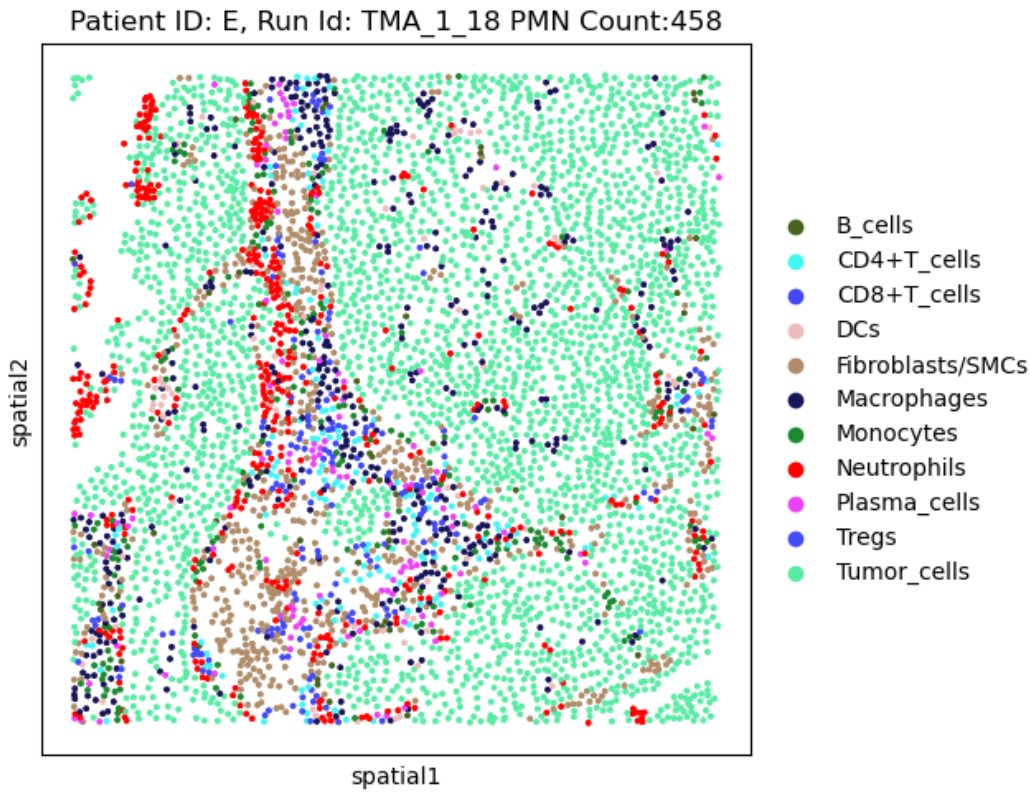 Patient ID: E, Run Id: TMA_1_18 PMN Count:458
spatial2
spatial1
B_cells
CD4+T_cells
CD8+T_cells
DCs
Fibroblasts/SMCs
Macrophages
Monocytes
Neutrophils
Plasma_cells
Tregs
Tumor_cells